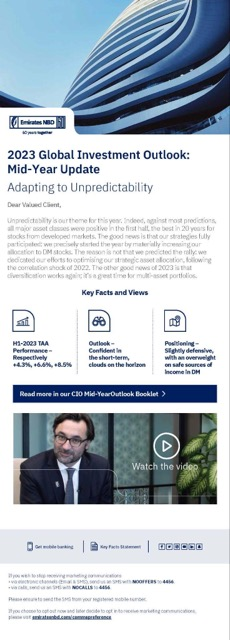 Emirates NBD
60 years together
2023 Global Investment Outlook:
Mid-Year Update
Adapting to Unpredictability
Dear Valued Client,
Unpredictability is our theme for this year. Indeed, against most predictions,
all major asset classes were positive in the first half, the best in 20 years for
stocks from developed markets. The good news is that our strategies fully
participated: we precisely started the year by materially increasing our
allocation to DM stocks. The reason is not that we predicted the rally: we
dedicated our efforts to optimising our strategic asset allocation, following
the correlation shock of 2022. The other good news of 2023 is that
diversification works again; it's a great time for multi-asset portfolios.
Key Facts and Views
H1-2023 TAA
Performance –
Respectively
+4.3%, +6.6%, +8.5%
Outlook –
Confident in
the short-term,
clouds on the horizon
Positioning –
Slightly defensive,
with an overweight
on safe sources of
income in DM
Read more in our CIO Mid-YearOutlook Booklet >
Watch the video
Get mobile banking
Key Facts Statement
If you wish to stop receiving marketing communications:
• via electronic channels (Email & SMS), send us an SMS with NOOFFERS to 4456
• via calls, send us an SMS with NOCALLS to 4456
Please ensure to send the SMS from your registered mobile number.
If you choose to opt out now and later decide to opt in to receive marketing communications,
please visit emiratesnbd.com/commspreference